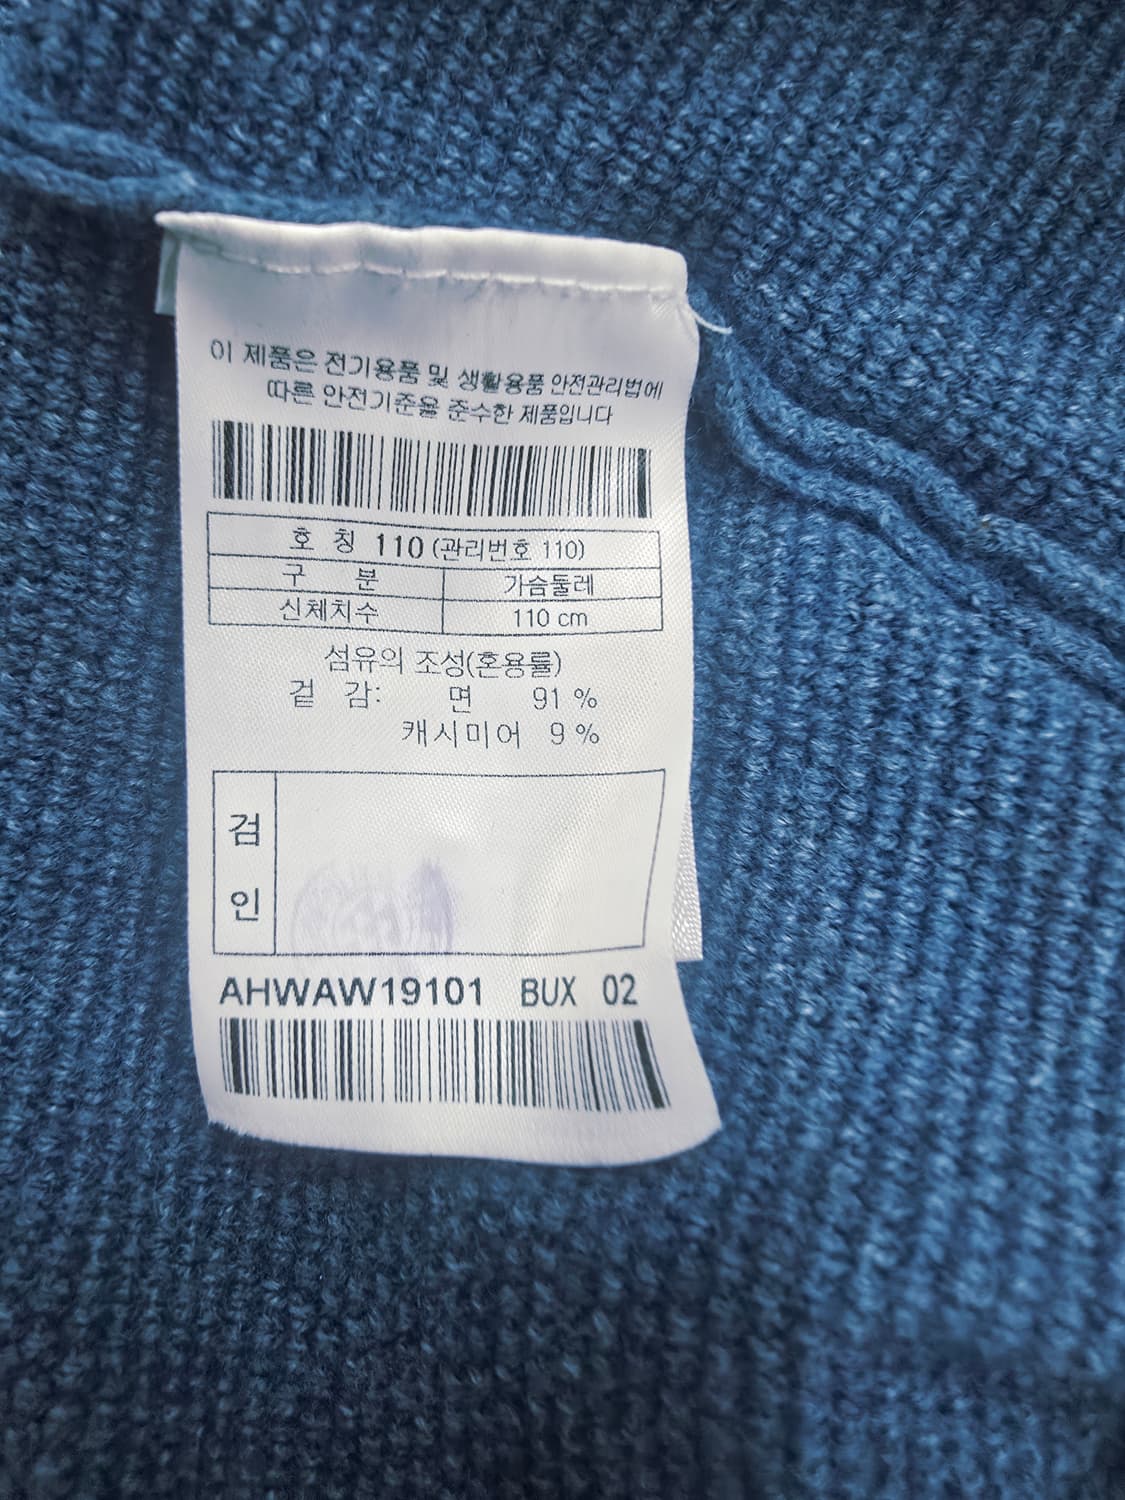 이 제품은 전기용품 및 생활용품 안전관리법에
따른 안전기준을 준수한 제품입니다
호 칭 110 (관리번호 110)
구 분 가슴둘레
신체치수 110 cm
섬유의 조성(혼용률)
겉 감: 면 91 %
캐시미어 9 %
검
인
AHWAW19101 BUX 02